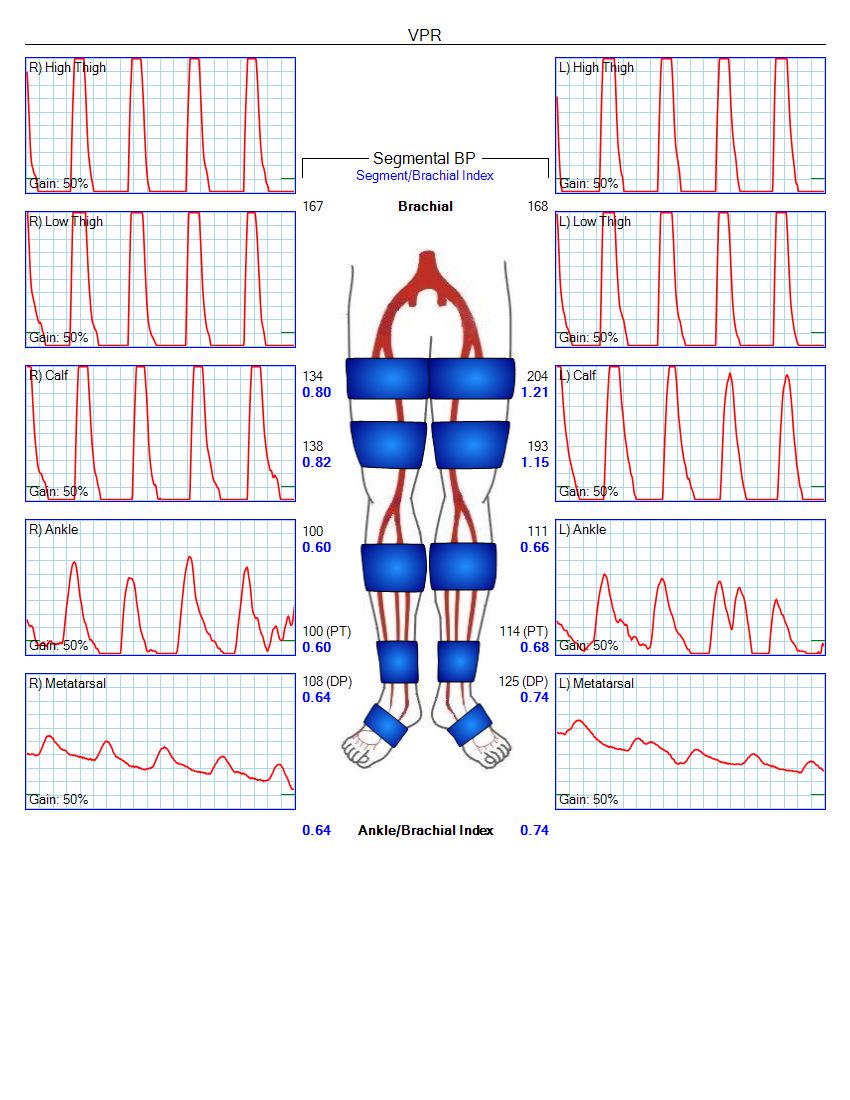 VPR
R) High Thigh
Gain: 50%
L) High Thigh
Gain: 50%
Segmental BP
Segment/Brachial Index
167 Brachial 168
R) Low Thigh
Gain: 50%
L) Low Thigh
Gain: 50%
R) Calf
Gain: 50%
134
0.80
204
1.21
138
0.82
193
1.15
L) Calf
Gain: 50%
R) Ankle
Gain: 50%
100
0.60
111
0.66
100 (PT)
0.60
114 (PT)
0.68
L) Ankle
Gain: 50%
R) Metatarsal
Gain: 50%
108 (DP)
0.64
125 (DP)
0.74
L) Metatarsal
Gain: 50%
0.64 Ankle/Brachial Index 0.74